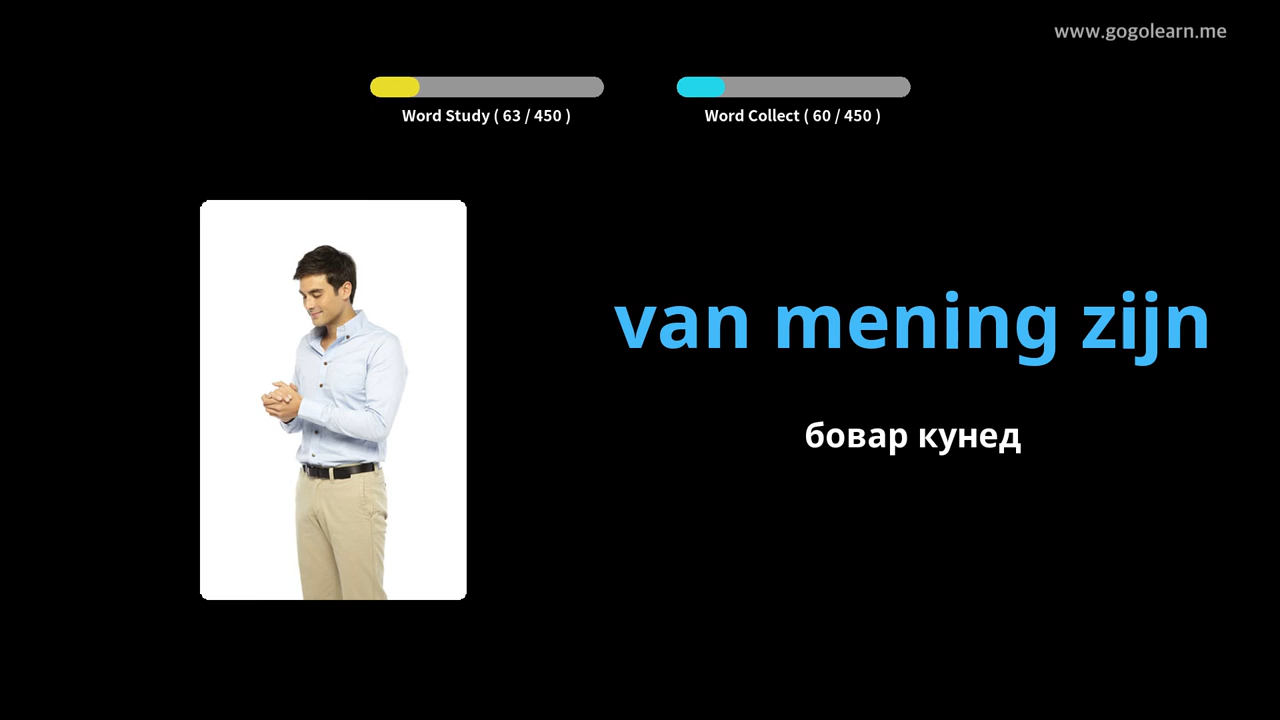 www.gogolearn.me
Word Study ( 63 / 450 )
Word Collect ( 60 / 450 )
van mening zijn
бовар кунед